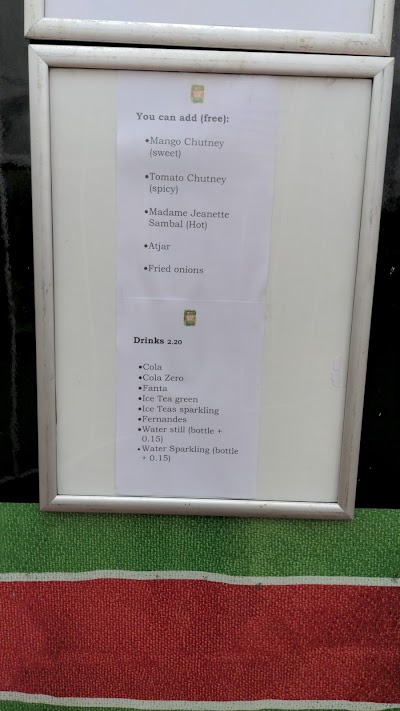 You can add (free):
•Mango Chutney
(sweet)
•Tomato Chutney
(spicy)
•Madame Jeanette
Sambal (Hot)
•Atjar
•Fried onions
Drinks 2.20
•Cola
•Cola Zero
•Fanta
•Ice Tea green
•Ice Teas sparkling
•Fernandes
•Water still (bottle +
0.15)
•Water Sparkling (bottle
+ 0.15)